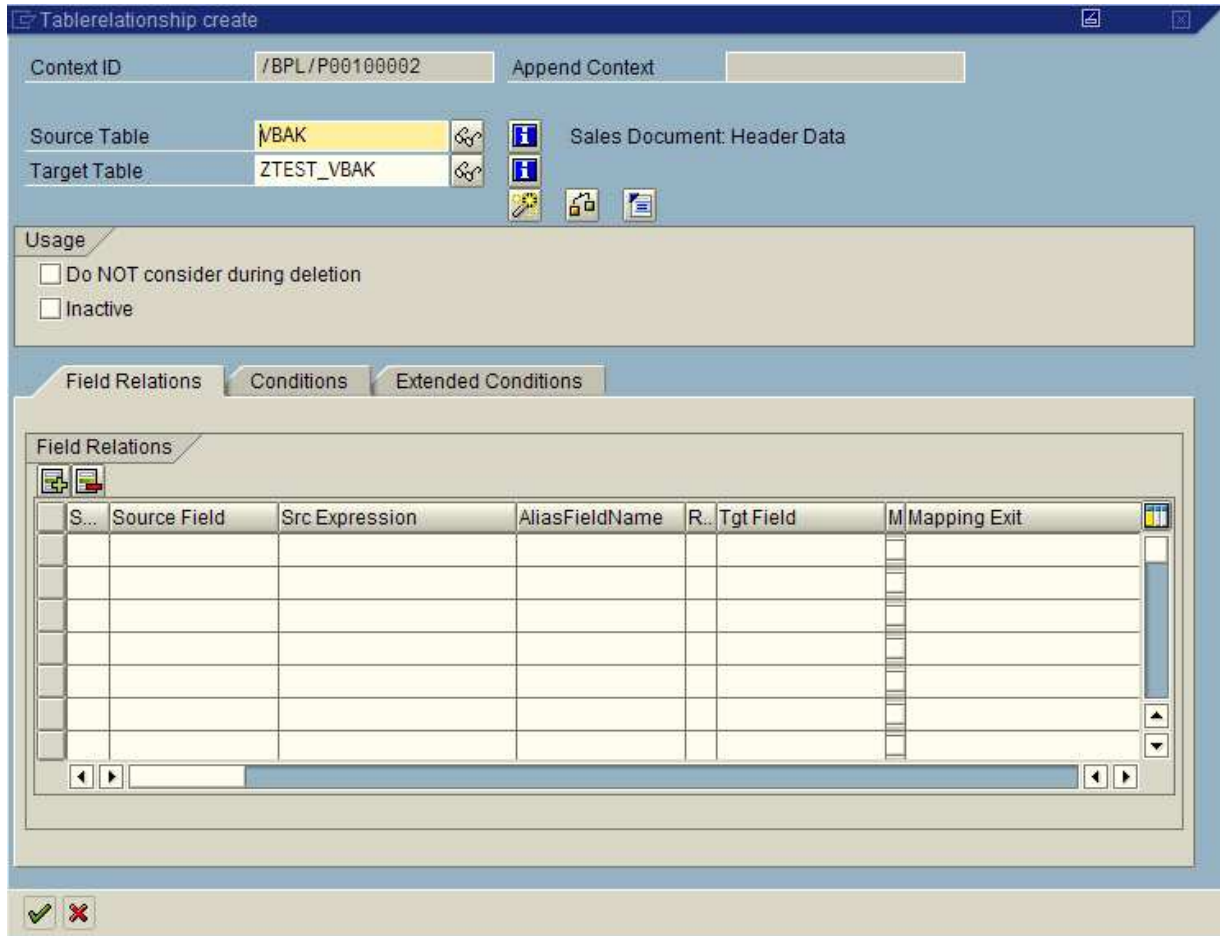 Tablerelationship create
Context ID /BPL/P00100002 Append Context
Source Table VBAK Sales Document: Header Data
Target Table ZTEST_VBAK
Usage
Do NOT consider during deletion
Inactive
Field Relations Conditions Extended Conditions
Field Relations
S... Source Field Src Expression AliasFieldName R.. Tgt Field M Mapping Exit